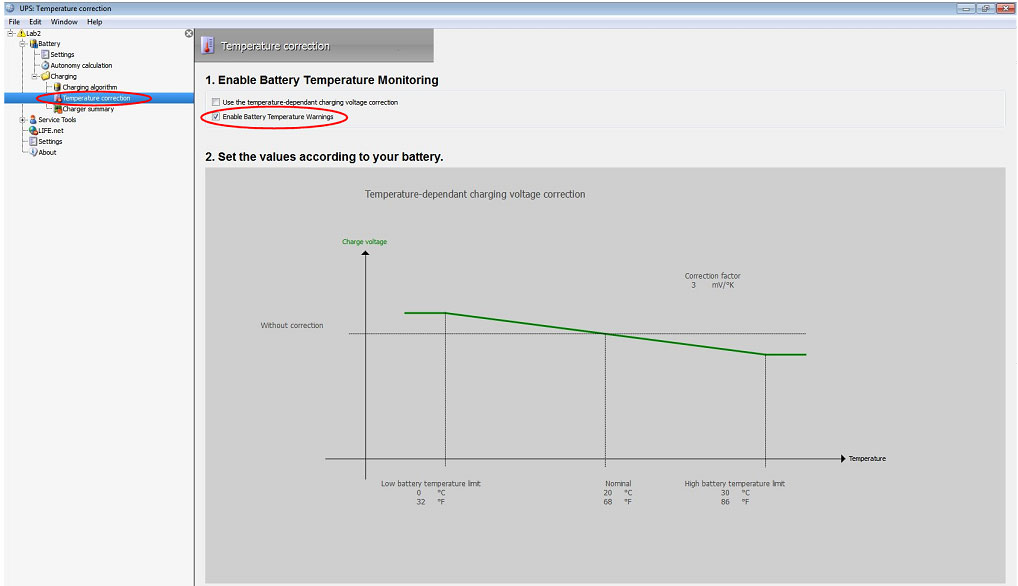 UPS: Temperature correction
File Edit Window Help
Lab2
Battery
Settings
Autonomy calculation
Charging
Charging algorithm
Temperature correction
Charger summary
Service Tools
LIFE.net
Settings
About
Temperature correction
1. Enable Battery Temperature Monitoring
Use the temperature-dependant charging voltage correction
Enable Battery Temperature Warnings
2. Set the values according to your battery.
Temperature-dependant charging voltage correction
Charge voltage
Correction factor
3 mV/°K
Without correction
Temperature
Low battery temperature limit Nominal High battery temperature limit
0 °C 20 °C 30 °C
32 °F 68 °F 86 °F